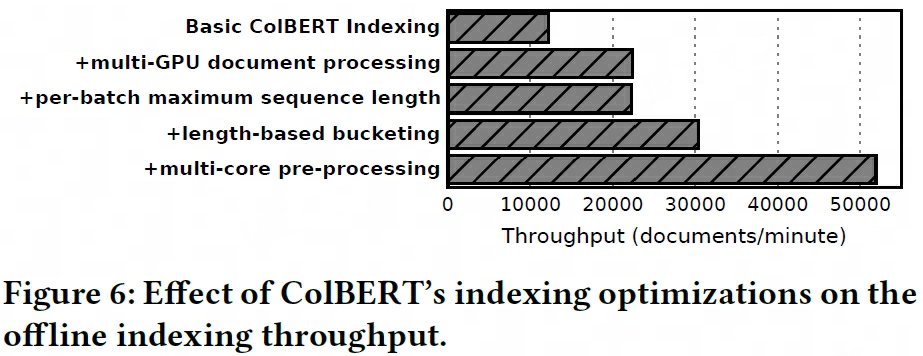 Basic ColBERT Indexing
+multi-GPU document processing
+per-batch maximum sequence length
+length-based bucketing
+multi-core pre-processing
0 10000 20000 30000 40000 50000
Throughput (documents/minute)
Figure 6: Effect of ColBERT’s indexing optimizations on the
offline indexing throughput.